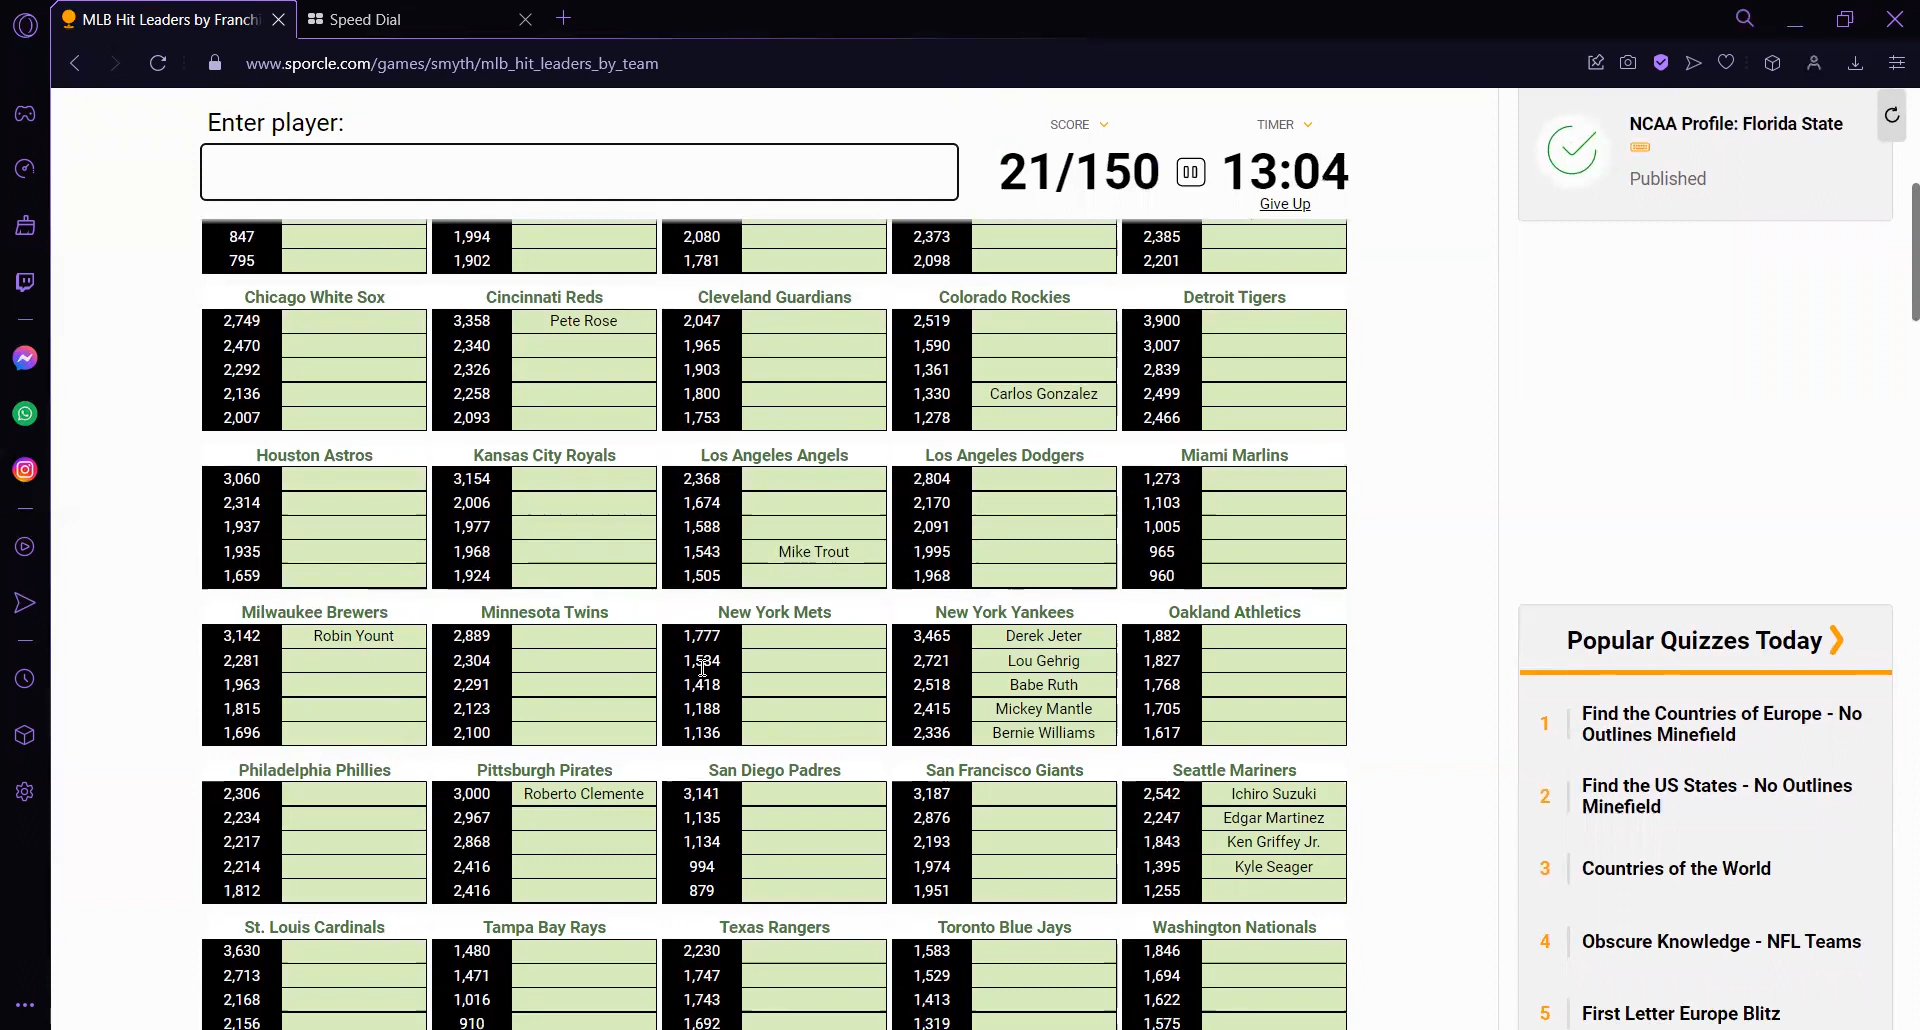 MLB Hit Leaders by Franchi
Speed Dial
www.sporcle.com/games/smyth/mlb_hit_leaders_by_team
Enter player:
SCORE
TIMER
21/150
13:04
Give Up
NCAA Profile: Florida State
Published
847 1,994 2,080 2,373 2,385
795 1,902 1,781 2,098 2,201
Chicago White Sox Cincinnati Reds Cleveland Guardians Colorado Rockies Detroit Tigers
2,749 3,358 Pete Rose 2,047 2,519 3,900
2,470 2,340 1,965 1,590 3,007
2,292 2,326 1,903 1,361 2,839
2,136 2,258 1,800 1,330 Carlos Gonzalez 2,499
2,007 2,093 1,753 1,278 2,466
Houston Astros Kansas City Royals Los Angeles Angels Los Angeles Dodgers Miami Marlins
3,060 3,154 2,368 2,804 1,273
2,314 2,006 1,674 2,170 1,103
1,937 1,977 1,588 2,091 1,005
1,935 1,968 1,543 Mike Trout 1,995 965
1,659 1,924 1,505 1,968 960
Milwaukee Brewers Minnesota Twins New York Mets New York Yankees Oakland Athletics
3,142 Robin Yount 2,889 1,777 3,465 Derek Jeter 1,882
2,281 2,304 1,534 2,721 Lou Gehrig 1,827
1,963 2,291 1,418 2,518 Babe Ruth 1,768
1,815 2,123 1,188 2,415 Mickey Mantle 1,705
1,696 2,100 1,136 2,336 Bernie Williams 1,617
Philadelphia Phillies Pittsburgh Pirates San Diego Padres San Francisco Giants Seattle Mariners
2,306 3,000 Roberto Clemente 3,141 3,187 2,542 Ichiro Suzuki
2,234 2,967 1,135 2,876 2,247 Edgar Martinez
2,217 2,868 1,134 2,193 1,843 Ken Griffey Jr.
2,214 2,416 994 1,974 1,395 Kyle Seager
1,812 2,416 879 1,951 1,255
St. Louis Cardinals Tampa Bay Rays Texas Rangers Toronto Blue Jays Washington Nationals
3,630 1,480 2,230 1,583 1,846
2,713 1,471 1,747 1,529 1,694
2,168 1,016 1,743 1,413 1,622
2,156 910 1,692 1,319 1,575
Popular Quizzes Today
1 Find the Countries of Europe - No
Outlines Minefield
2 Find the US States - No Outlines
Minefield
3 Countries of the World
4 Obscure Knowledge - NFL Teams
5 First Letter Europe Blitz